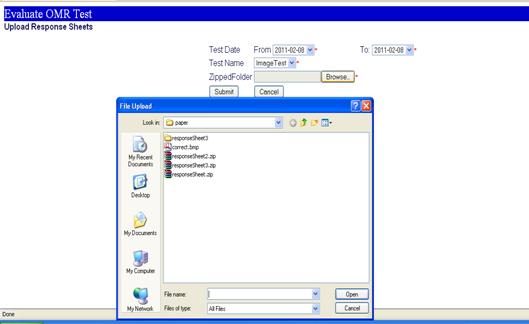 Evaluate OMR Test
Upload Response Sheets
Test Date From 2011-02-08 * To: 2011-02-08 *
Test Name ImageTest *
ZippedFolder Browse.. *
Submit Cancel
File Upload
Look in: paper
responseSheet3
correct.bmp
responseSheet2.zip
responseSheet3.zip
responseSheet.zip
My Recent
Documents
Desktop
My Documents
My Computer
My Network
File name: Open
Files of type: All Files Cancel
Done